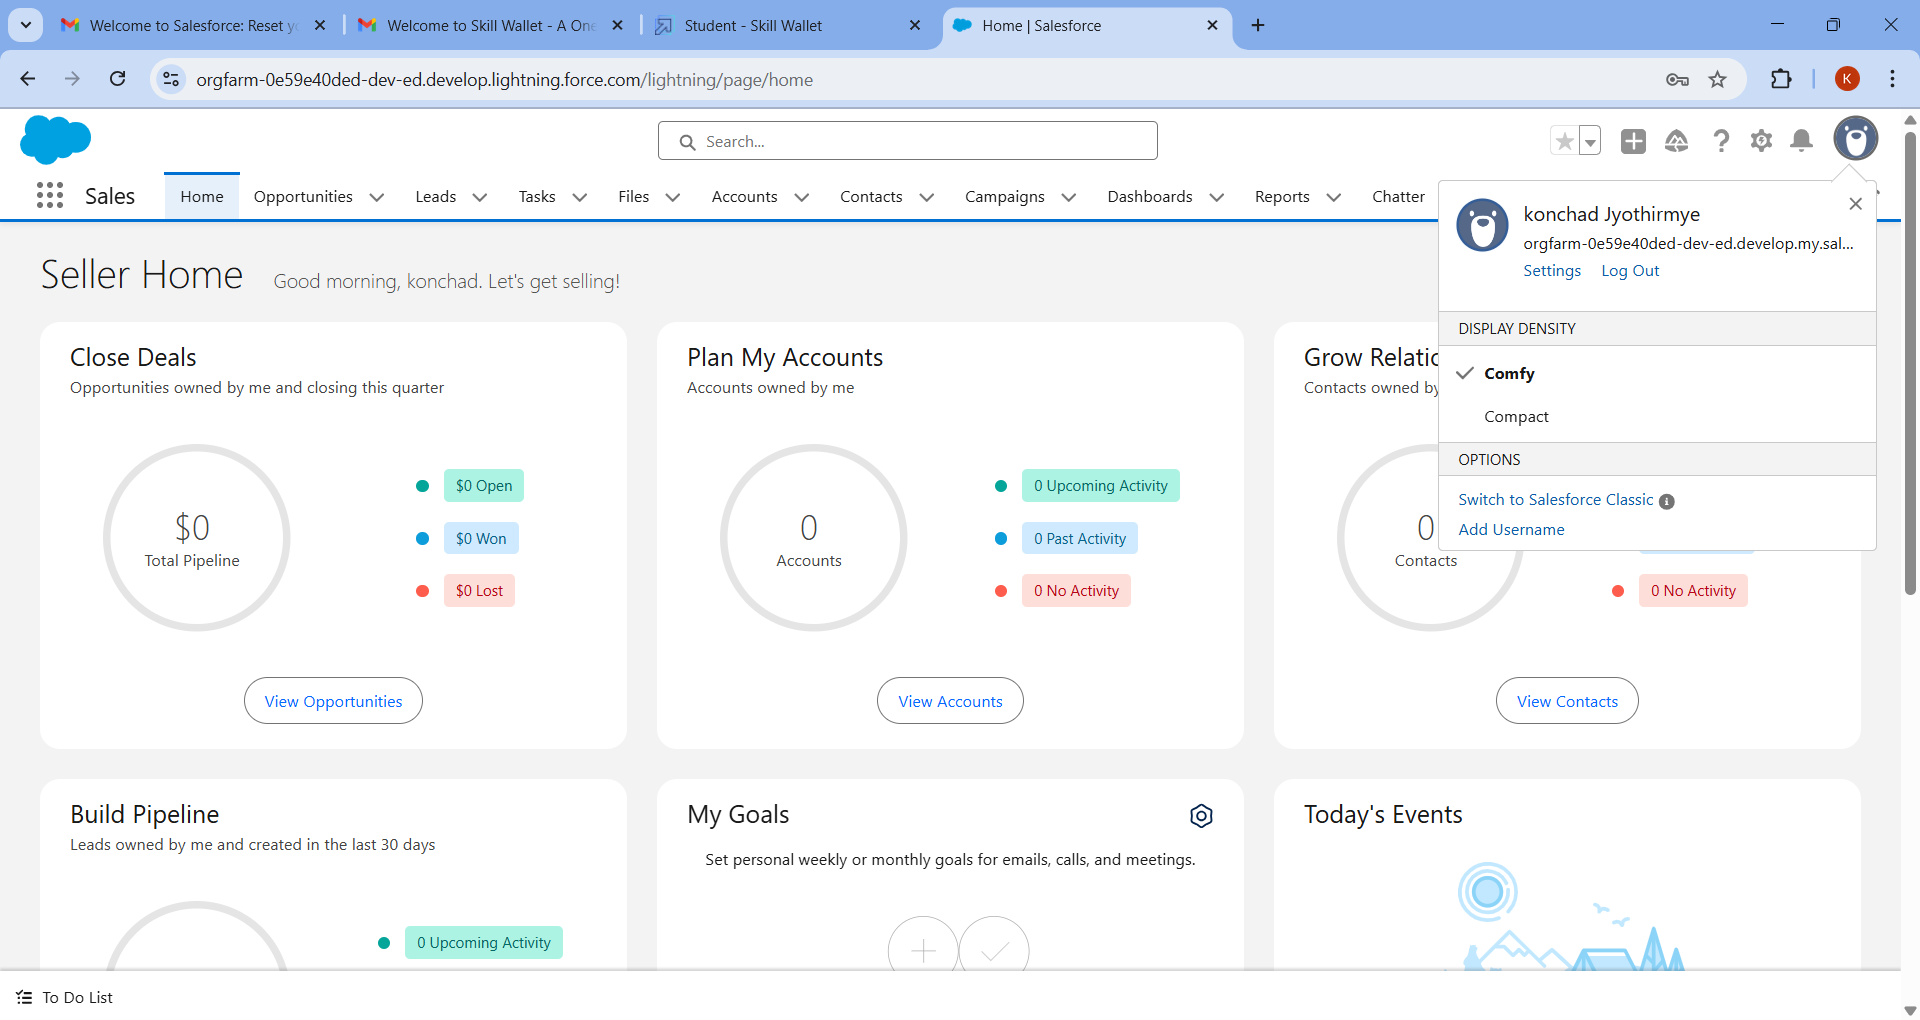 Welcome to Salesforce: Reset yo
Welcome to Skill Wallet - A One
Student - Skill Wallet
Home | Salesforce
orgfarm-0e59e40ded-dev-ed.develop.lightning.force.com/lightning/page/home
K
Search...
Sales
Home
Opportunities
Leads
Tasks
Files
Accounts
Contacts
Campaigns
Dashboards
Reports
Chatter
konchad Jyothirmye
orgfarm-0e59e40ded-dev-ed.develop.my.sal...
Settings Log Out
DISPLAY DENSITY
Comfy
Compact
OPTIONS
Switch to Salesforce Classic
Add Username
Seller Home
Good morning, konchad. Let's get selling!
Close Deals
Opportunities owned by me and closing this quarter
$0
Total Pipeline
$0 Open
$0 Won
$0 Lost
View Opportunities
Plan My Accounts
Accounts owned by me
0
Accounts
0 Upcoming Activity
0 Past Activity
0 No Activity
View Accounts
Grow Relatio
Contacts owned by
0
Contacts
0 No Activity
View Contacts
Build Pipeline
Leads owned by me and created in the last 30 days
0 Upcoming Activity
My Goals
Set personal weekly or monthly goals for emails, calls, and meetings.
Today's Events
To Do List